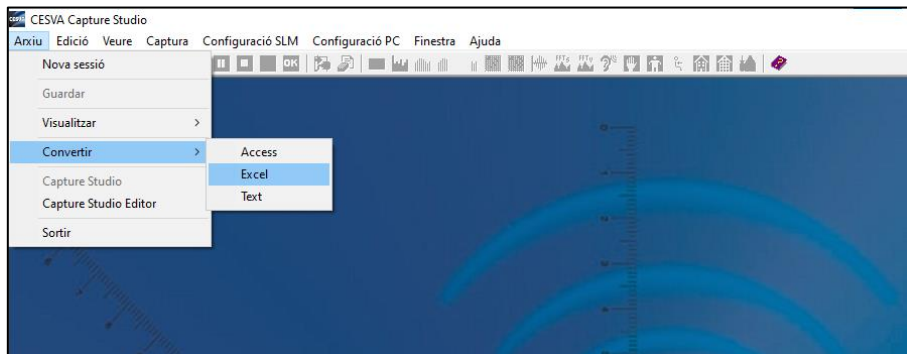 CESVA Capture Studio
Arxiu Edició Veure Captura Configuració SLM Configuració PC Finestra Ajuda
Nova sessió
OK
Guardar
Visualitzar >
Convertir >
Access
Excel
Text
Capture Studio
Capture Studio Editor
Sortir